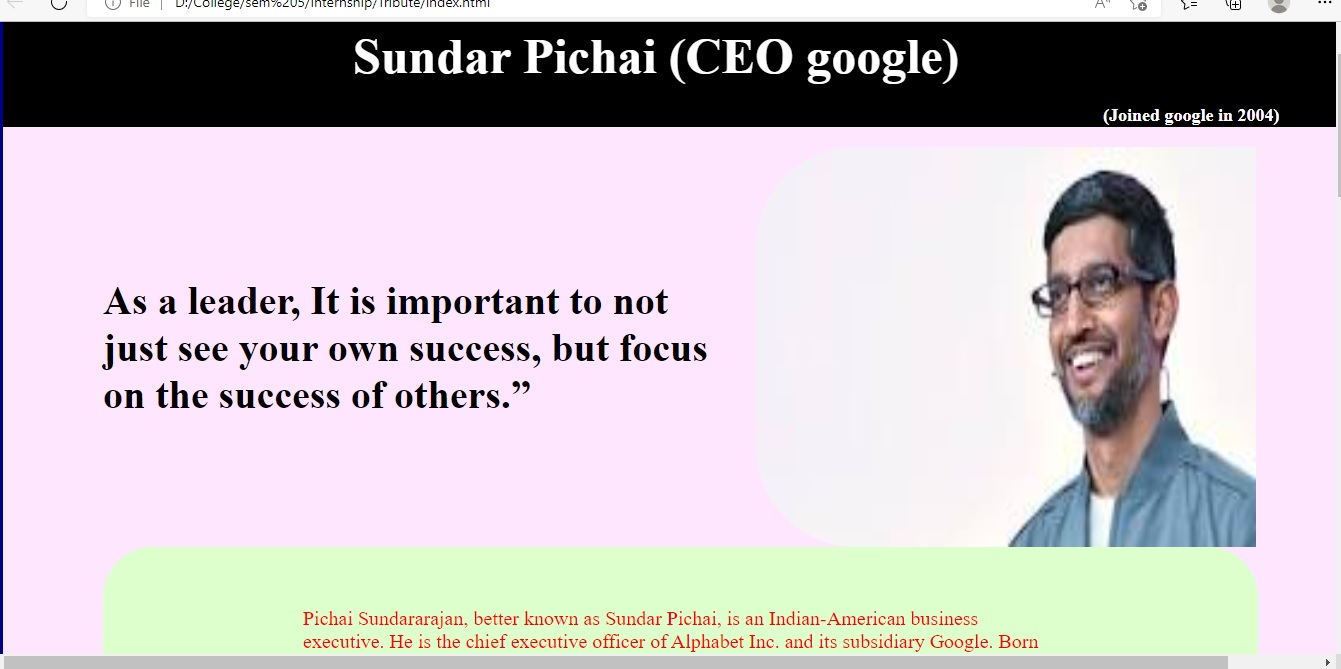 File
D:/College/sem%205/Internship/Tribute/index.html
Sundar Pichai (CEO google)
(Joined google in 2004)
As a leader, It is important to not
just see your own success, but focus
on the success of others.”
Pichai Sundararajan, better known as Sundar Pichai, is an Indian-American business
executive. He is the chief executive officer of Alphabet Inc. and its subsidiary Google. Born